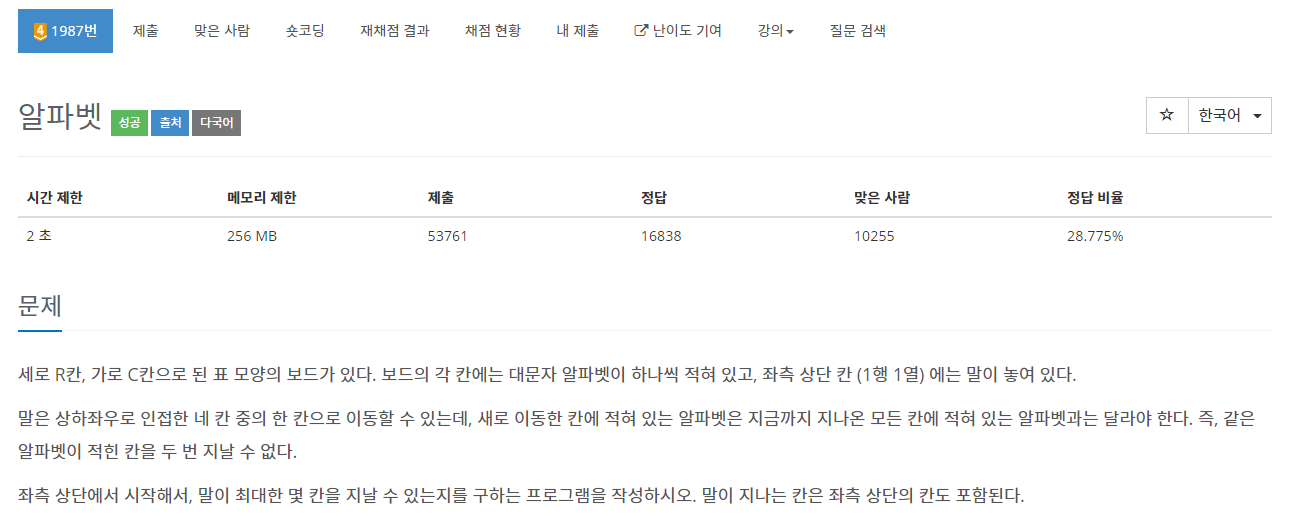 4 1987번 제출 맞은 사람 숏코딩 재채점 결과 채점 현황 내 제출 난이도 기여 강의 질문 검색
알파벳 성공 출처 다국어 한국어
시간 제한 메모리 제한 제출 정답 맞은 사람 정답 비율
2 초 256 MB 53761 16838 10255 28.775%
문제
세로 R칸, 가로 C칸으로 된 표 모양의 보드가 있다. 보드의 각 칸에는 대문자 알파벳이 하나씩 적혀 있고, 좌측 상단 칸 (1행 1열) 에는 말이 놓여 있다.
말은 상하좌우로 인접한 네 칸 중의 한 칸으로 이동할 수 있는데, 새로 이동한 칸에 적혀 있는 알파벳은 지금까지 지나온 모든 칸에 적혀 있는 알파벳과는 달라야 한다. 즉, 같은
알파벳이 적힌 칸을 두 번 지날 수 없다.
좌측 상단에서 시작해서, 말이 최대한 몇 칸을 지날 수 있는지를 구하는 프로그램을 작성하시오. 말이 지나는 칸은 좌측 상단의 칸도 포함된다.